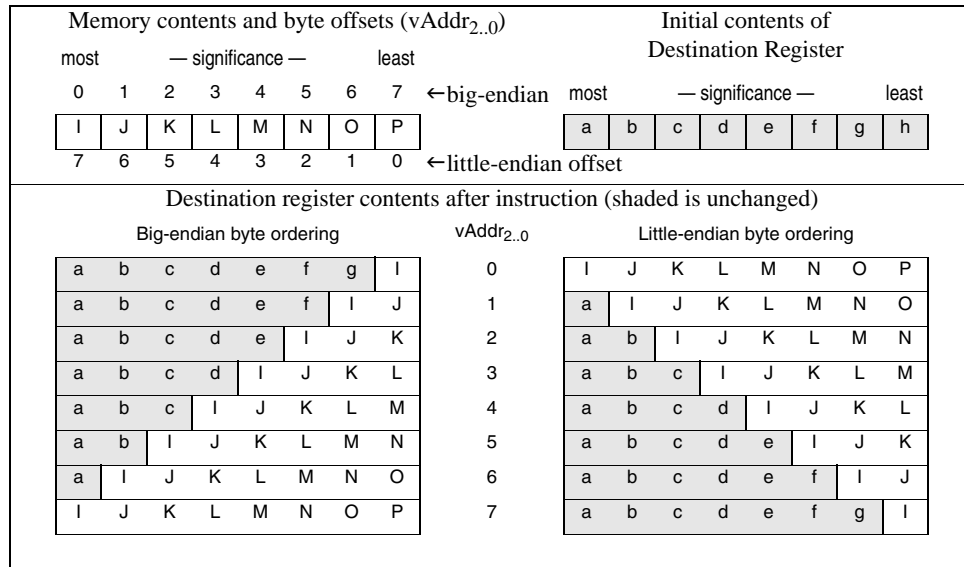 Memory contents and byte offsets (vAddr2..0)
Initial contents of
Destination Register
most — significance — least
0 1 2 3 4 5 6 7 ←big-endian
most — significance — least
I J K L M N O P
a b c d e f g h
7 6 5 4 3 2 1 0 ←little-endian offset
Destination register contents after instruction (shaded is unchanged)
Big-endian byte ordering vAddr2..0 Little-endian byte ordering
a b c d e f g I 0 I J K L M N O P
a b c d e f I J 1 a I J K L M N O
a b c d e I J K 2 a b I J K L M N
a b c d I J K L 3 a b c I J K L M
a b c I J K L M 4 a b c d I J K L
a b I J K L M N 5 a b c d e I J K
a I J K L M N O 6 a b c d e f I J
I J K L M N O P 7 a b c d e f g I